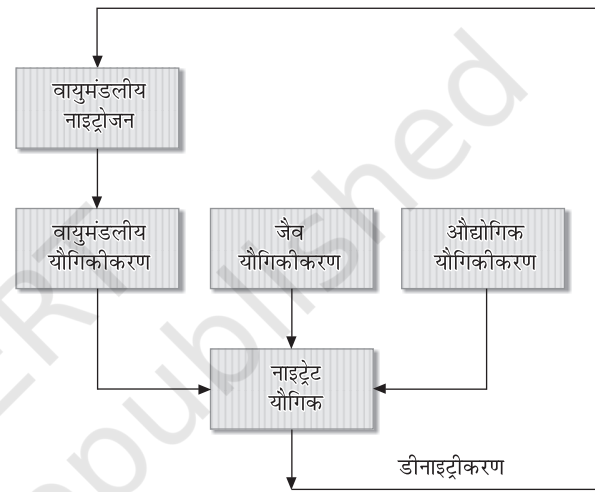 वायुमंडलीय
नाइट्रोजन
वायुमंडलीय
यौगिकीकरण
जैव
यौगिकीकरण
औद्योगिक
यौगिकीकरण
नाइट्रेट
यौगिक
डीनाइट्रीकरण